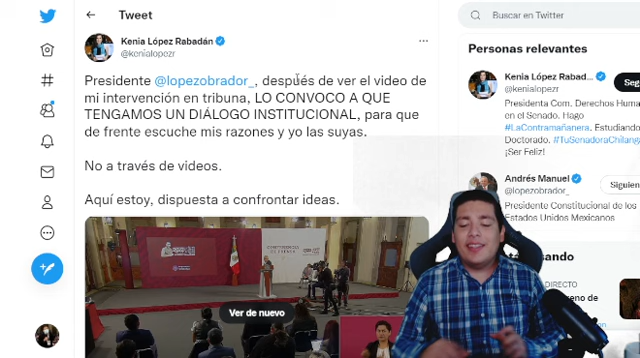 Tweet
Buscar en Twitter
Kenia López Rabadán
@kenialopezr
Presidente @lopezobrador_, después de ver el video de
mi intervención en tribuna, LO CONVOCO A QUE
TENGAMOS UN DIÁLOGO INSTITUCIONAL, para que
de frente escuche mis razones y yo las suyas.
No a través de videos.
Aquí estoy, dispuesta a confrontar ideas.
Ver de nuevo
Personas relevantes
Kenia López Rabad...
@kenialopezr
Presidenta Com. Derechos Huma
en el Senado. Hago
#LaContramañanera. Estudiando
Doctorado. #TuSenadoraChilang
¡Ser Feliz!
Andrés Manuel
@lopezobrador_
Siguien
Presidente Constitucional de los
Estados Unidos Mexicanos
DIRECTO